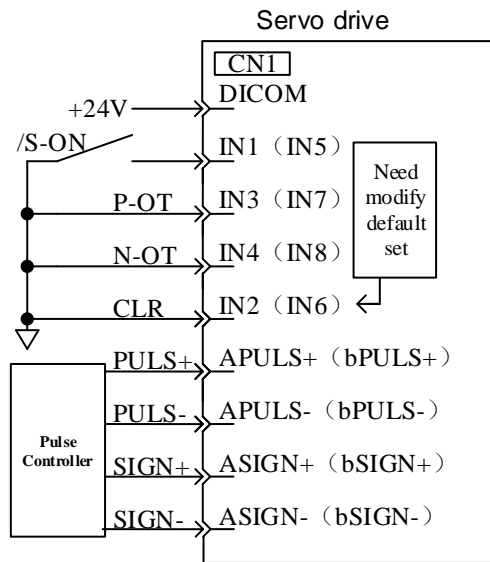 Servo drive
CN1
+24V DICOM
/S-ON IN1（IN5）
P-OT IN3（IN7）
N-OT IN4（IN8）
CLR IN2（IN6）
Need
modify
default
set
PULS+ APULS+（bPULS+）
PULS- APULS-（bPULS-）
SIGN+ ASIGN+（bSIGN+）
SIGN- ASIGN-（bSIGN-）
Pulse
Controller